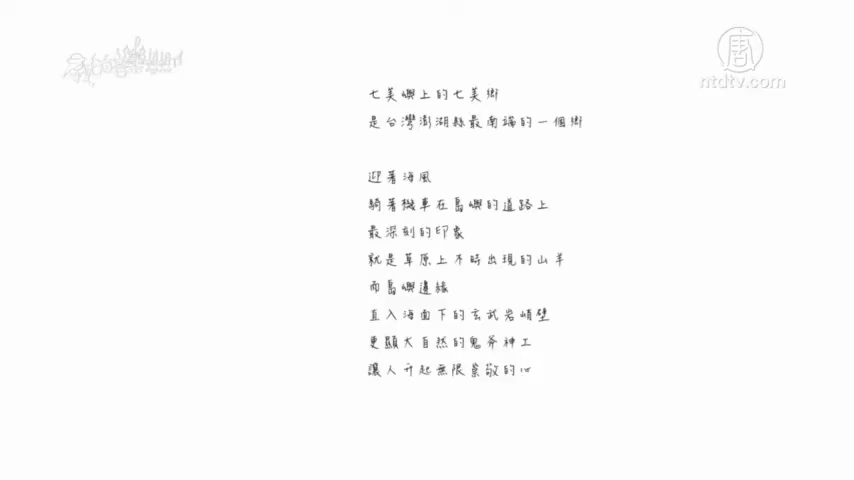 唐
ntdtv.com
七美嶼上的七美鄉
是台灣澎湖縣最南端的一個鄉
迎著海風
騎著機車在島嶼的道路上
最深刻的印象
就是草原上不時出現的山羊
而島嶼邊緣
直入海面下的玄武岩峭壁
更顯大自然的鬼斧神工
讓人升起無限崇敬的心